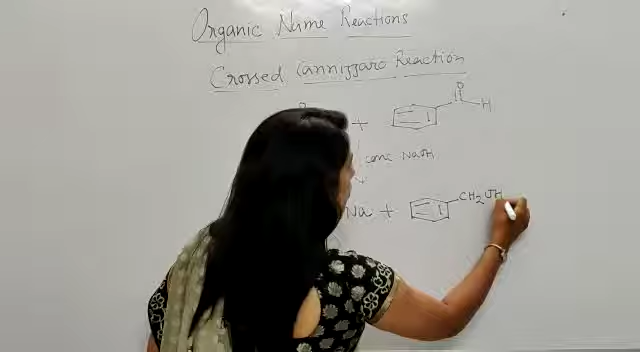 Organic Name Reactions
Crossed Cannizzaro Reaction
O
+ O H
conc NaOH
Na + CH2OH